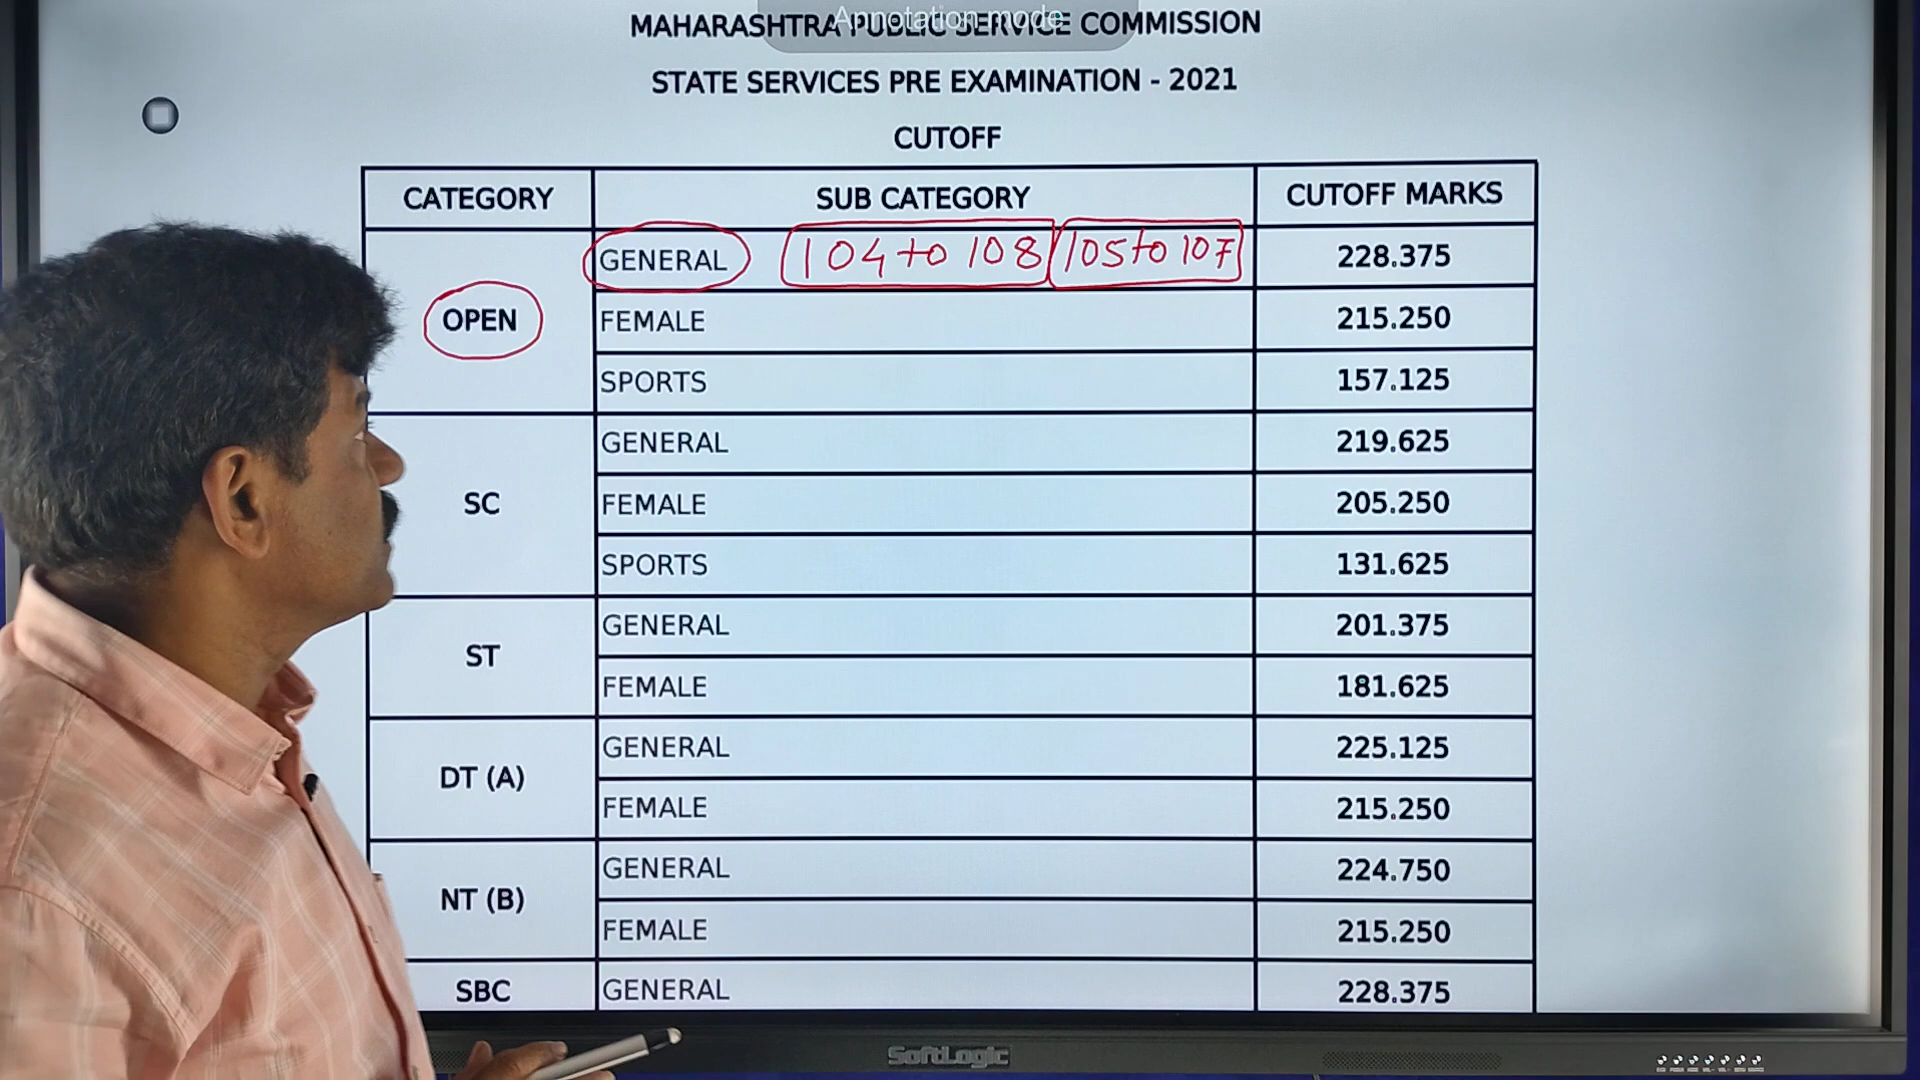 Annotation mode
MAHARASHTRA PUBLIC SERVICE COMMISSION
STATE SERVICES PRE EXAMINATION - 2021
CUTOFF
CATEGORY SUB CATEGORY CUTOFF MARKS
OPEN
GENERAL 104 to 108 105 to 107 228.375
FEMALE 215.250
SPORTS 157.125
SC
GENERAL 219.625
FEMALE 205.250
SPORTS 131.625
ST
GENERAL 201.375
FEMALE 181.625
DT (A)
GENERAL 225.125
FEMALE 215.250
NT (B)
GENERAL 224.750
FEMALE 215.250
SBC GENERAL 228.375
SoftLogic